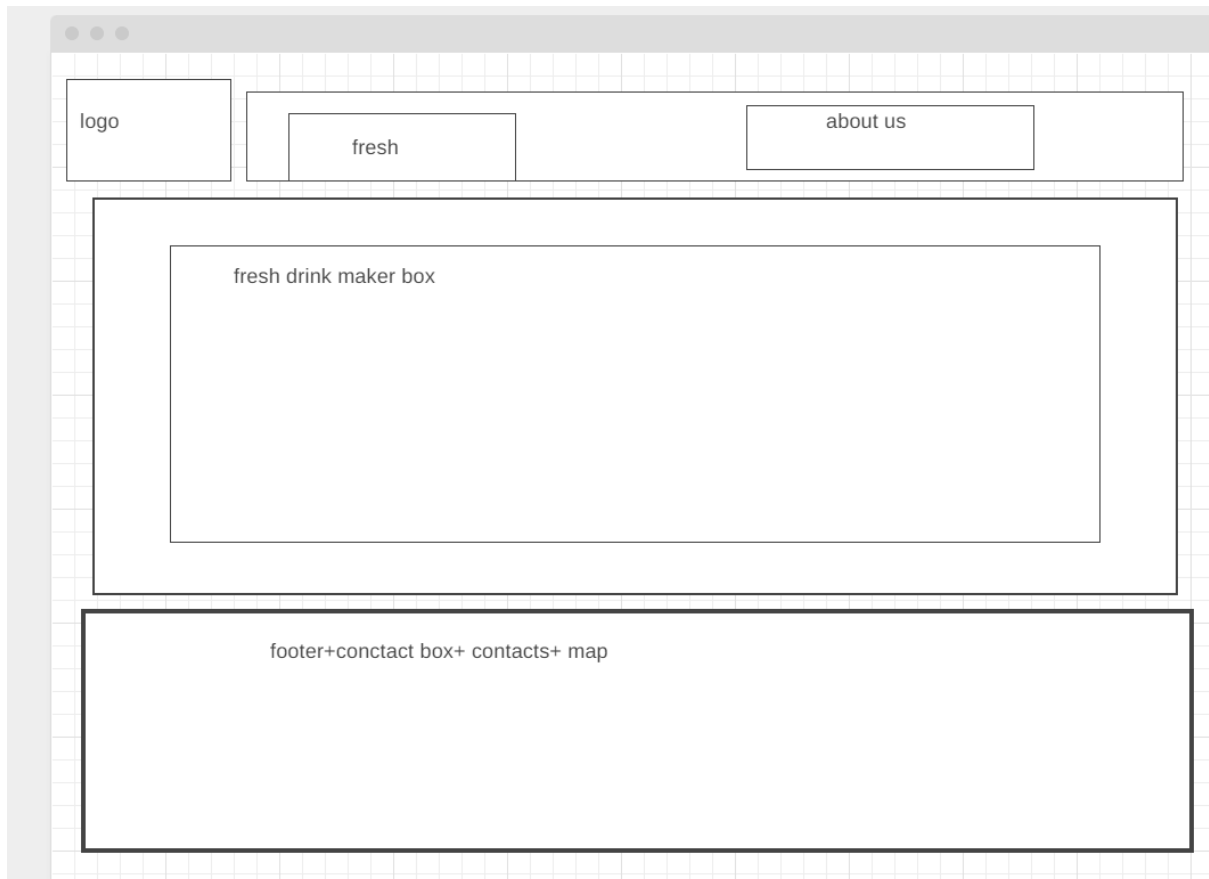 logo
fresh
about us
fresh drink maker box
footer+conctact box+ contacts+ map